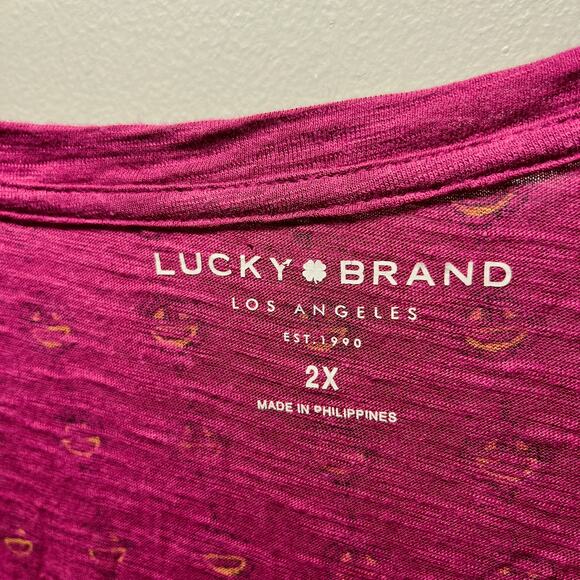 LUCKY BRAND
LOS ANGELES
EST. 1990
2X
MADE IN PHILIPPINES